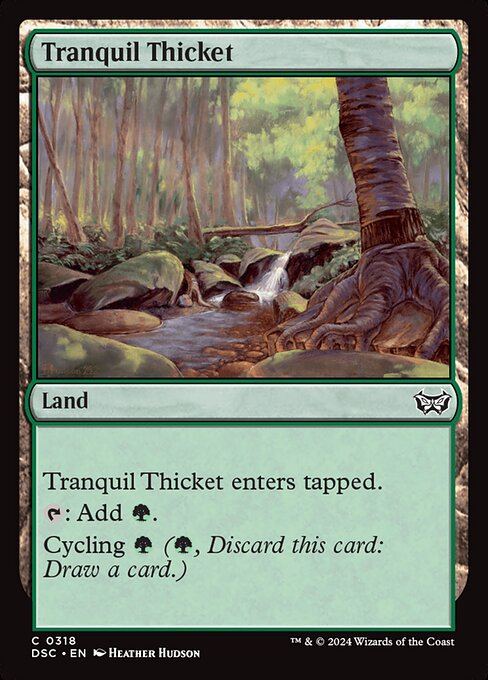 Tranquil Thicket
Land
Tranquil Thicket enters tapped.
: Add .
Cycling (, Discard this card:
Draw a card.)
C 0318
™ & © 2024 Wizards of the Coast
DSC • EN Heather Hudson